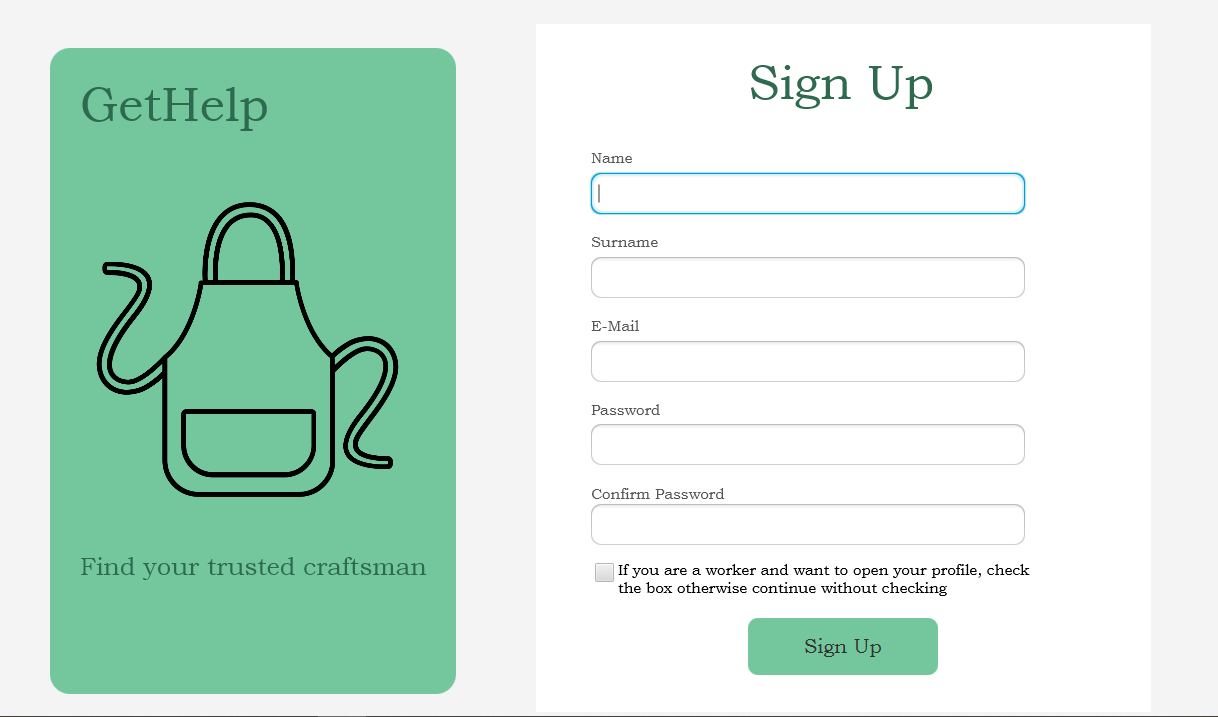 GetHelp
Find your trusted craftsman
Sign Up
Name
Surname
E-Mail
Password
Confirm Password
If you are a worker and want to open your profile, check
the box otherwise continue without checking
Sign Up